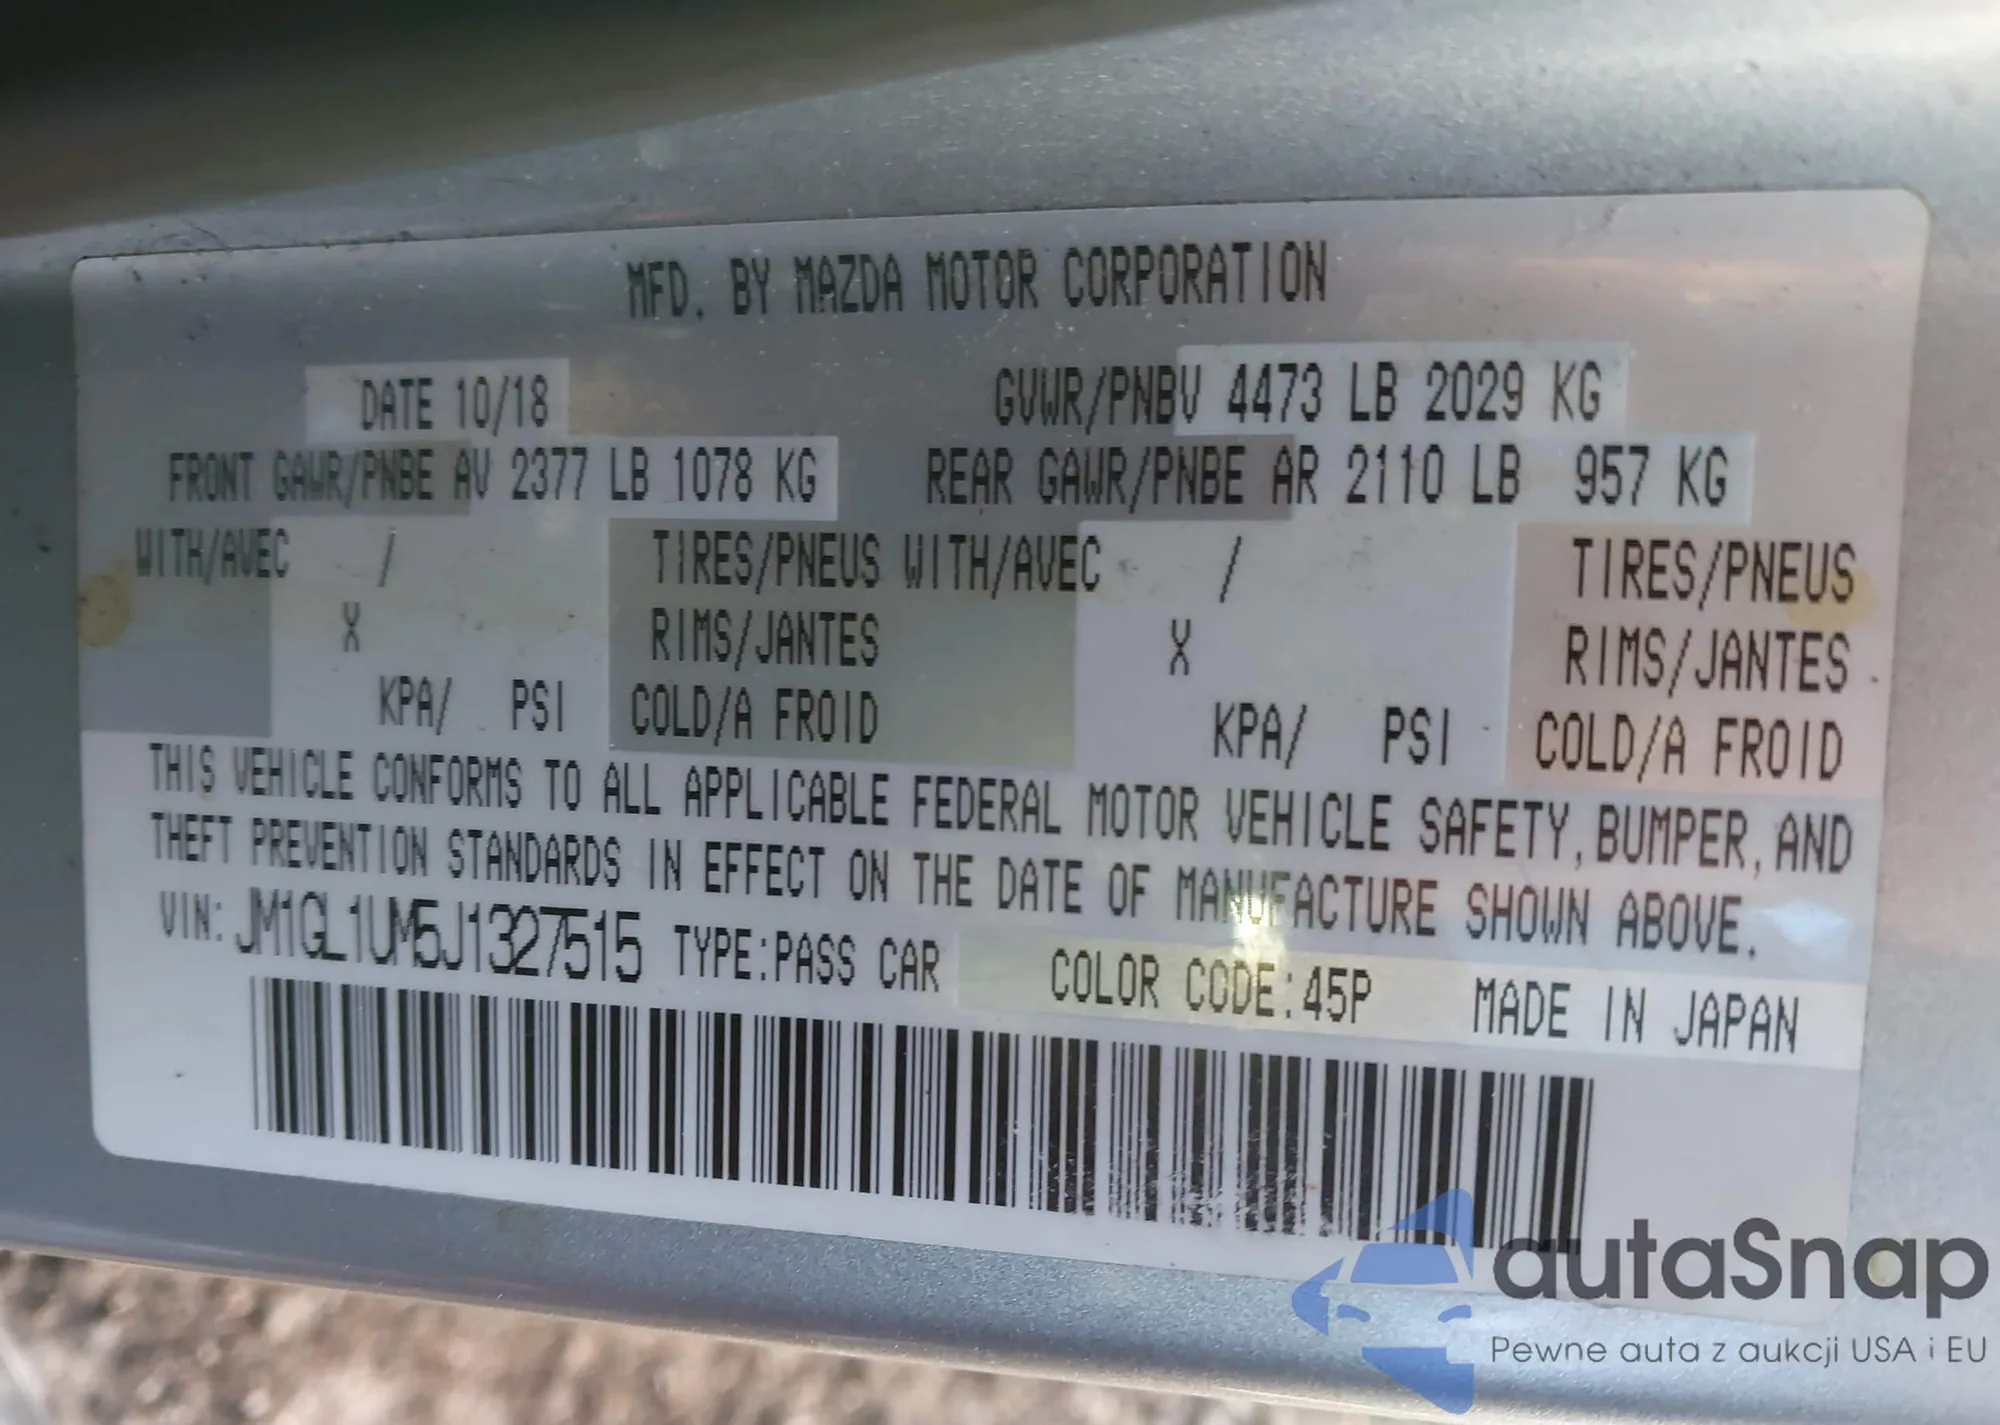 MFD. BY MAZDA MOTOR CORPORATION
DATE 10/18 GVWR/PNBV 4473 LB 2029 KG
FRONT GAWR/PNBE AV 2377 LB 1078 KG REAR GAWR/PNBE AR 2110 LB 957 KG
WITH/AVEC / TIRES/PNEUS WITH/AVEC / TIRES/PNEUS
X RIMS/JANTES X RIMS/JANTES
KPA/ PSI COLD/A FROID KPA/ PSI COLD/A FROID
THIS VEHICLE CONFORMS TO ALL APPLICABLE FEDERAL MOTOR VEHICLE SAFETY, BUMPER, AND
THEFT PREVENTION STANDARDS IN EFFECT ON THE DATE OF MANUFACTURE SHOWN ABOVE.
VIN: JM1GL1UM5J1327515 TYPE:PASS CAR COLOR CODE:45P MADE IN JAPAN
autaSnap
Pewne auta z aukcji USA i EU